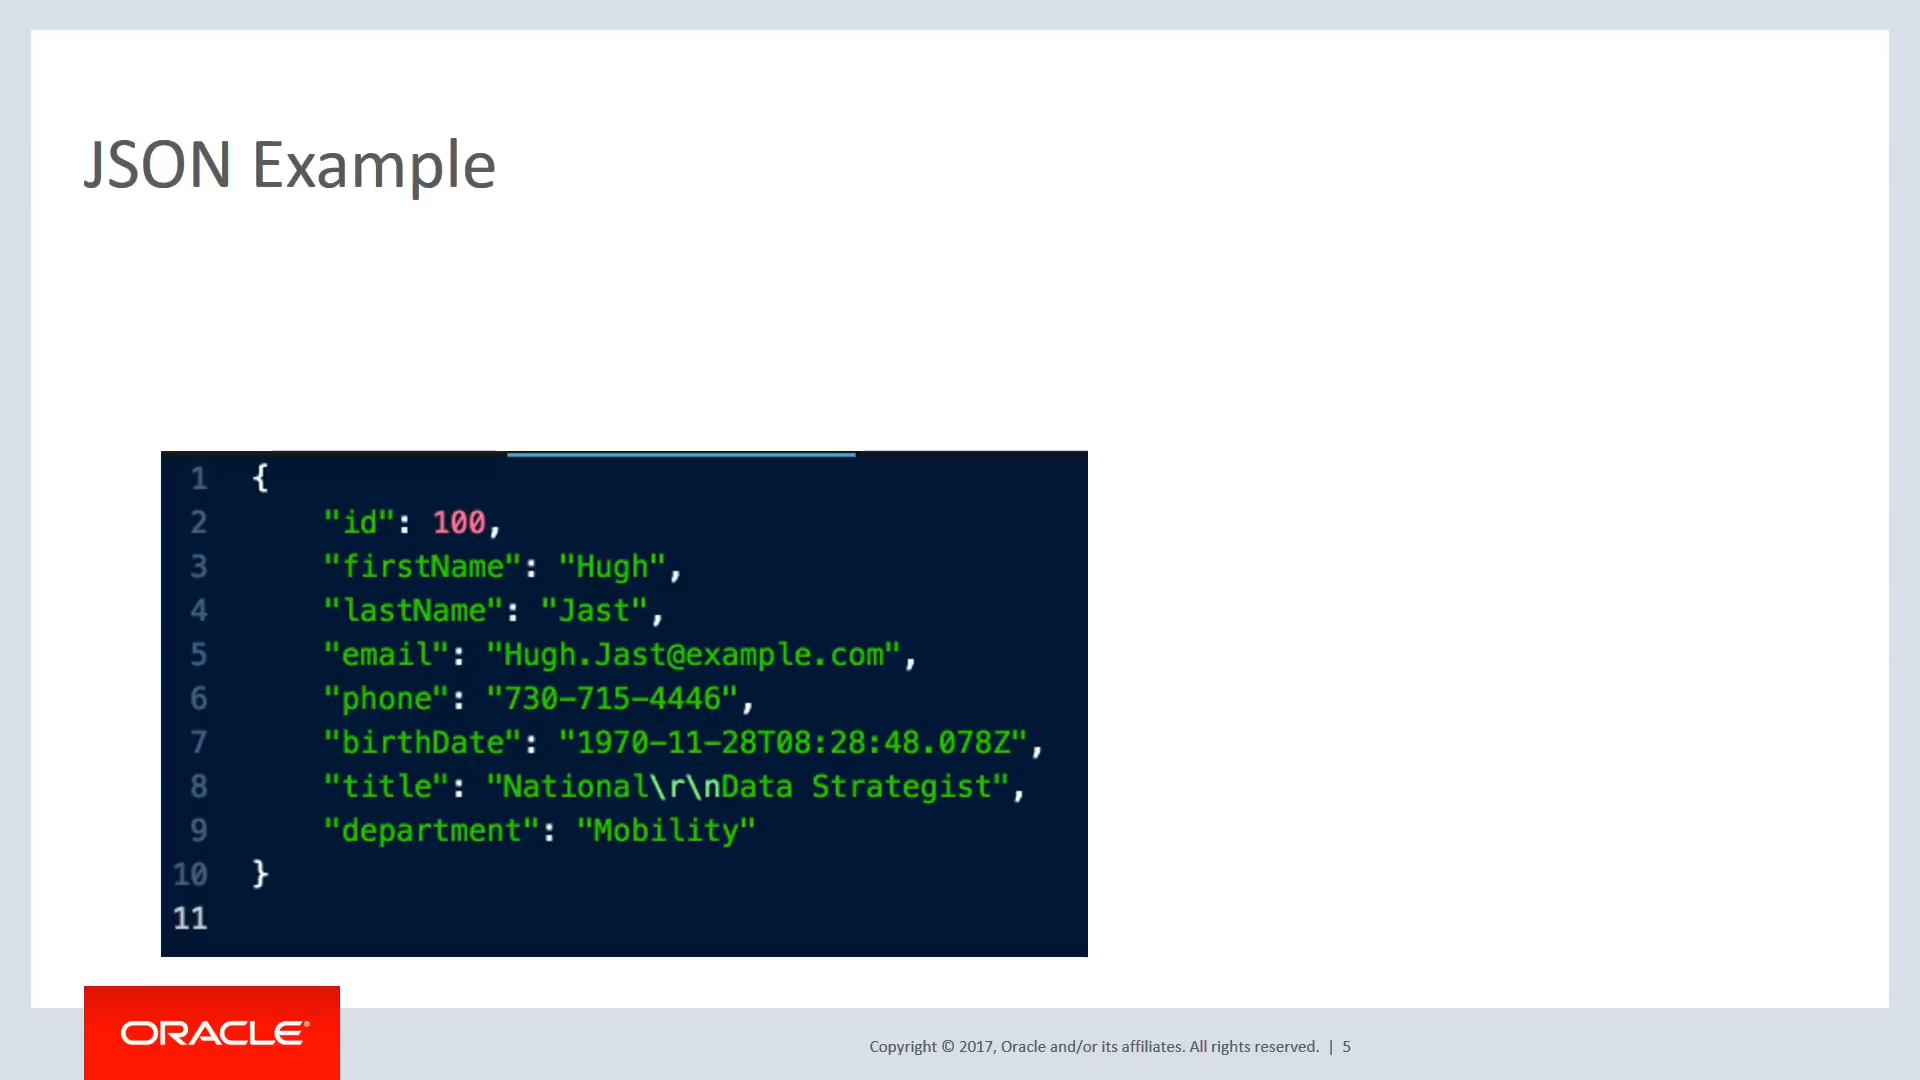 JSON Example
1 {
2 "id": 100,
3 "firstName": "Hugh",
4 "lastName": "Jast",
5 "email": "Hugh.Jast@example.com",
6 "phone": "730-715-4446",
7 "birthDate": "1970-11-28T08:28:48.078Z",
8 "title": "National\r\nData Strategist",
9 "department": "Mobility"
10 }
11
ORACLE®
Copyright © 2017, Oracle and/or its affiliates. All rights reserved. | 5